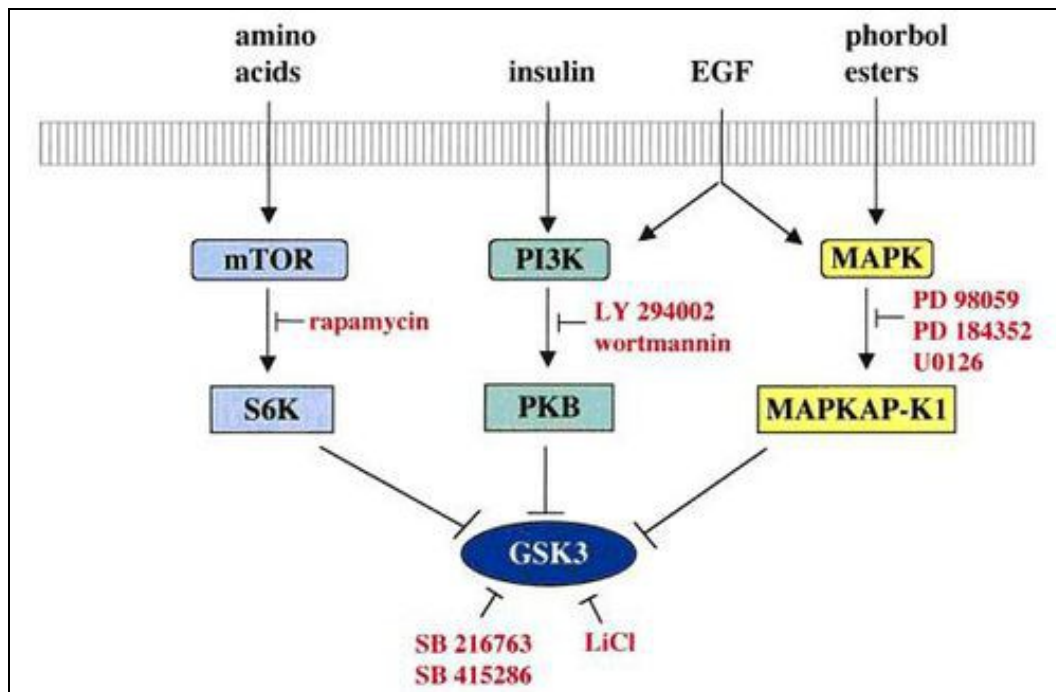 amino
acids
insulin
EGF
phorbol
esters
mTOR
PI3K
MAPK
rapamycin
LY 294002
wortmannin
PD 98059
PD 184352
U0126
S6K
PKB
MAPKAP-K1
GSK3
SB 216763
SB 415286
LiCl